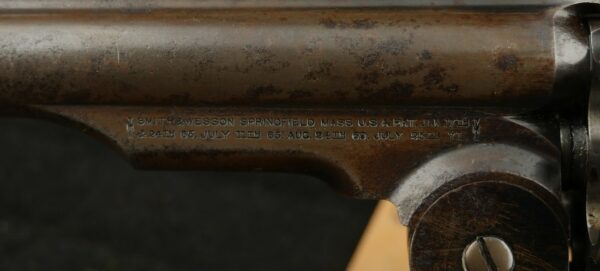 SMITH & WESSON SPRINGFIELD MASS. U.S.A. PAT. JAN. 17TH
& 24TH 65, JULY 11TH 65, AUG. 24TH 69, JULY 25TH 71